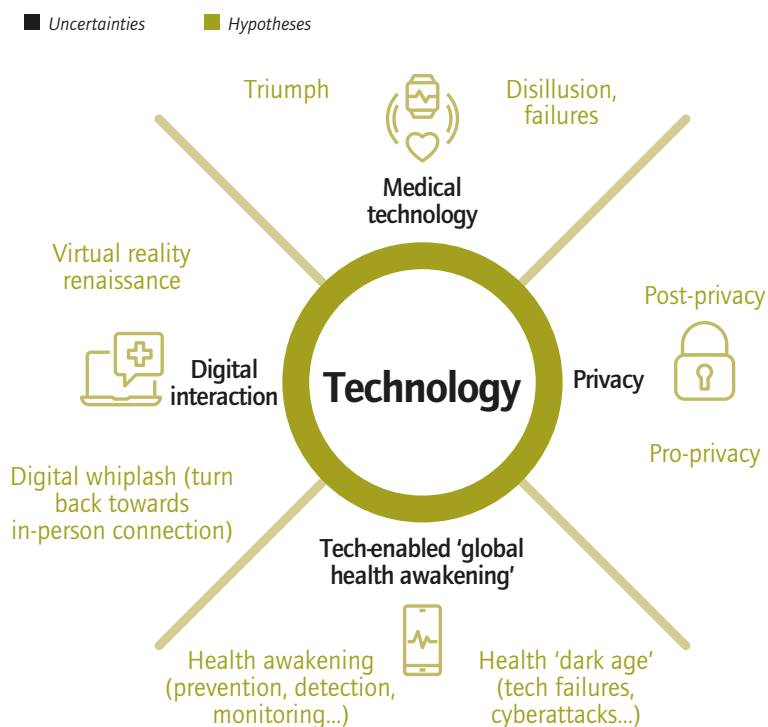 Uncertainties
Hypotheses
Triumph
Disillusion,
failures
Medical
technology
Virtual reality
renaissance
Post-privacy
Digital
interaction
Technology
Privacy
Pro-privacy
Digital whiplash (turn
back towards
in-person connection)
Tech-enabled ‘global
health awakening’
Health awakening
(prevention, detection,
monitoring...)
Health ‘dark age’
(tech failures,
cyberattacks...)